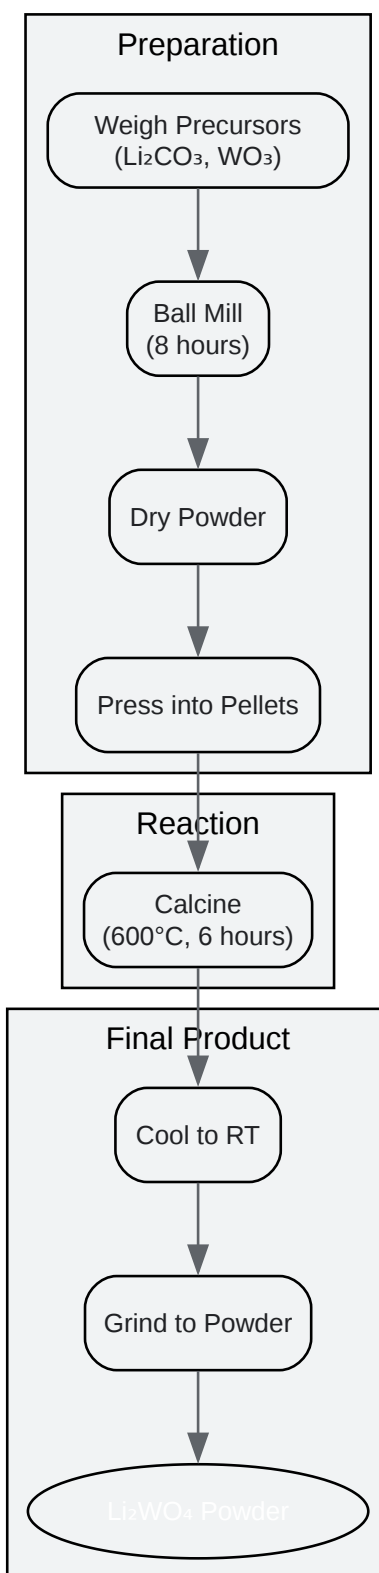 Preparation
Weigh Precursors
(Li₂CO₃, WO₃)
Ball Mill
(8 hours)
Dry Powder
Press into Pellets
Reaction
Calcine
(600°C, 6 hours)
Final Product
Cool to RT
Grind to Powder
Li₂WO₄ Powder